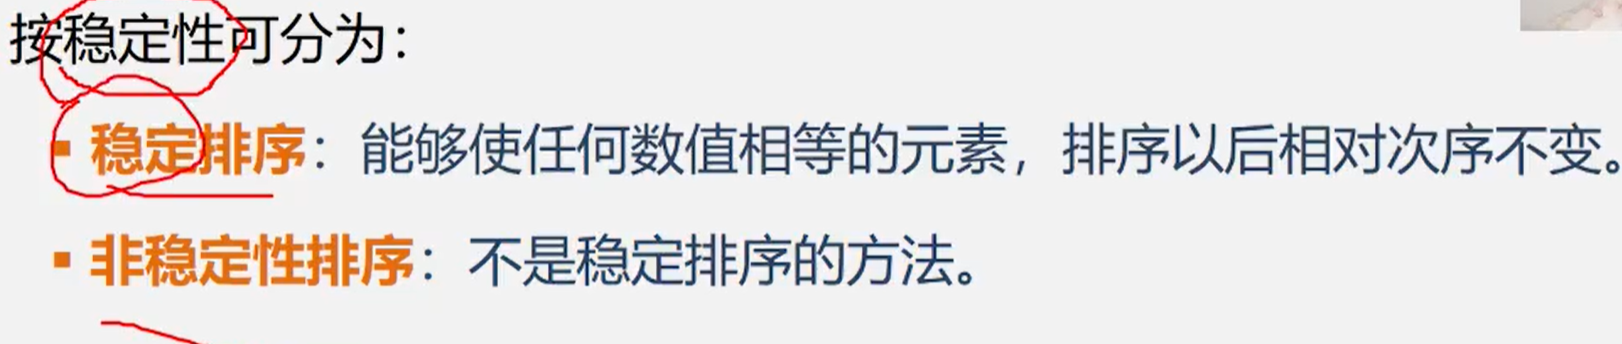 按稳定性可分为：
▪ 稳定排序：能够使任何数值相等的元素，排序以后相对次序不变。
▪ 非稳定性排序：不是稳定排序的方法。